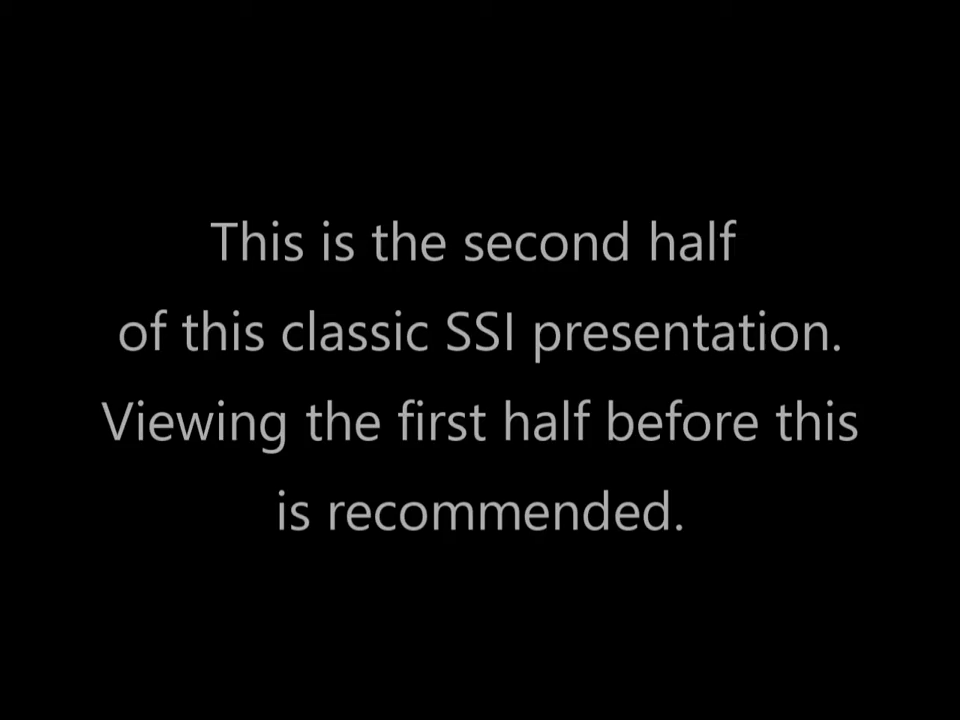 This is the second half
of this classic SSI presentation.
Viewing the first half before this
is recommended.